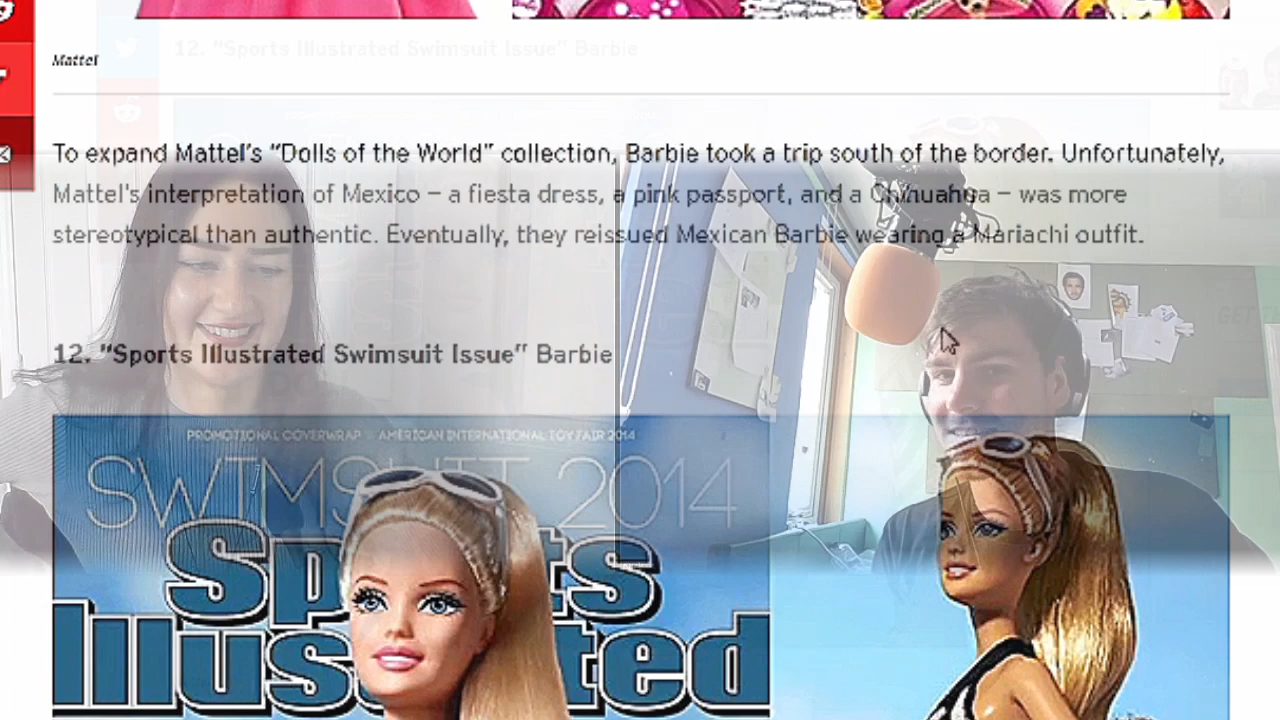 12. “Sports Illustrated Swimsuit Issue” Barbie
Mattel
To expand Mattel’s “Dolls of the World” collection, Barbie took a trip south of the border. Unfortunately,
Mattel’s interpretation of Mexico – a fiesta dress, a pink passport, and a Chihuahua – was more
stereotypical than authentic. Eventually, they reissued Mexican Barbie wearing a Mariachi outfit.
12. “Sports Illustrated Swimsuit Issue” Barbie
PROMOTIONAL COVERWRAP AMERICAN INTERNATIONAL TOY FAIR 2014
SWIMSUIT 2014
Sports
Illustrated